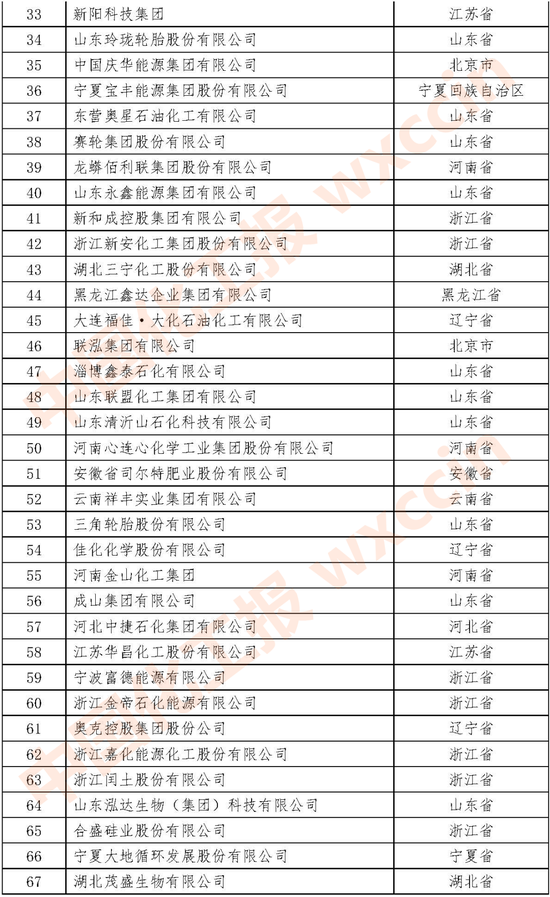 33 新阳科技集团 江苏省
34 山东玲珑轮胎股份有限公司 山东省
35 中国庆华能源集团有限公司 北京市
36 宁夏宝丰能源集团股份有限公司 宁夏回族自治区
37 东营奥星石油化工有限公司 山东省
38 赛轮集团股份有限公司 山东省
39 龙蟒佰利联集团股份有限公司 河南省
40 山东永鑫能源集团有限公司 山东省
41 新和成控股集团有限公司 浙江省
42 浙江新安化工集团股份有限公司 浙江省
43 湖北三宁化工股份有限公司 湖北省
44 黑龙江鑫达企业集团有限公司 黑龙江省
45 大连福佳·大化石油化工有限公司 辽宁省
46 联泓集团有限公司 北京市
47 淄博鑫泰石化有限公司 山东省
48 山东联盟化工集团有限公司 山东省
49 山东清沂山石化科技有限公司 山东省
50 河南心连心化学工业集团股份有限公司 河南省
51 安徽省司尔特肥业股份有限公司 安徽省
52 云南祥丰实业集团有限公司 云南省
53 三角轮胎股份有限公司 山东省
54 佳化化学股份有限公司 辽宁省
55 河南金山化工集团 河南省
56 成山集团有限公司 山东省
57 河北中捷石化集团有限公司 河北省
58 江苏华昌化工股份有限公司 江苏省
59 宁波富德能源有限公司 浙江省
60 浙江金帝石化能源有限公司 浙江省
61 奥克控股集团股份公司 辽宁省
62 浙江嘉化能源化工股份有限公司 浙江省
63 浙江闰土股份有限公司 浙江省
64 山东泓达生物（集团）科技有限公司 山东省
65 合盛硅业股份有限公司 浙江省
66 宁夏大地循环发展股份有限公司 宁夏省
67 湖北茂盛生物有限公司 湖北省
中国化工报 wxccin
中国化工报 wxccin